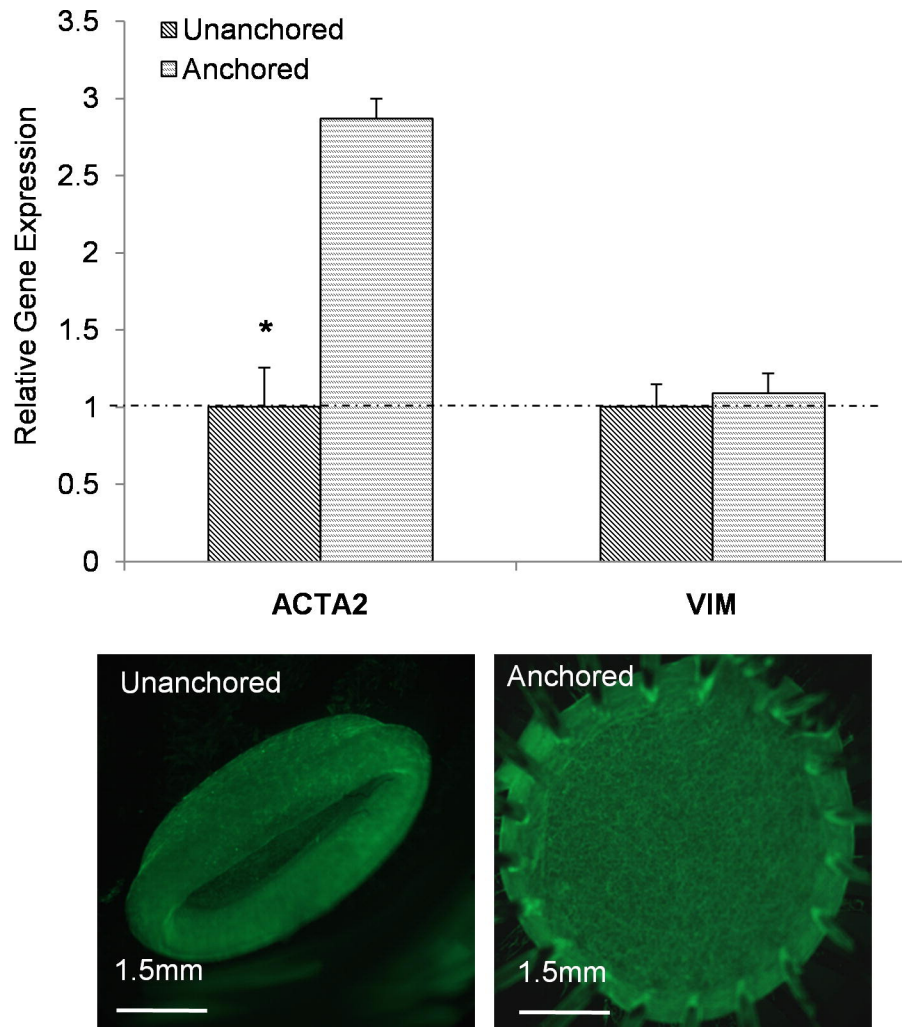 3.5
3
2.5
2
1.5
1
0.5
0
Relative Gene Expression
Unanchored
Anchored
*
ACTA2
VIM
Unanchored
1.5mm
Anchored
1.5mm